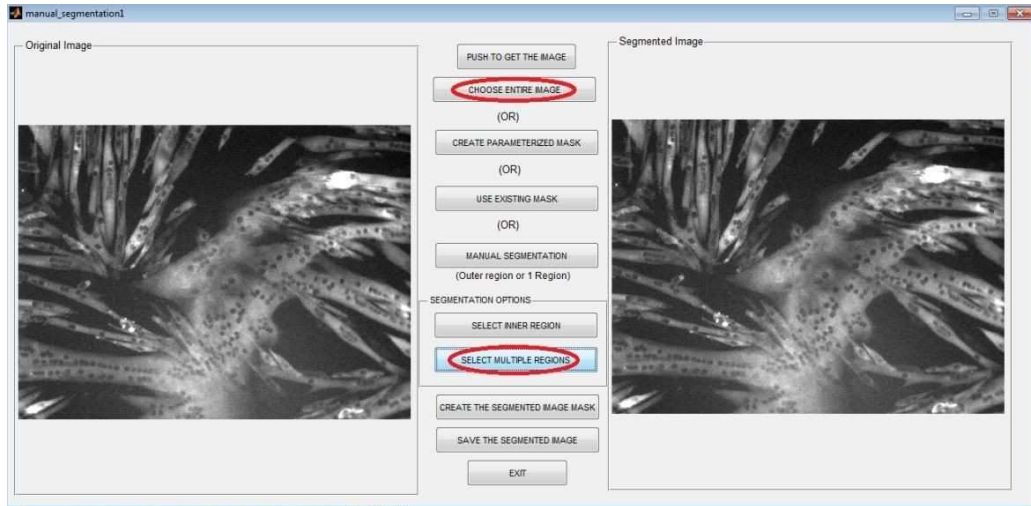 manual_segmentation1
Original Image
PUSH TO GET THE IMAGE
CHOOSE ENTIRE IMAGE
(OR)
CREATE PARAMETERIZED MASK
(OR)
USE EXISTING MASK
(OR)
MANUAL SEGMENTATION
(Outer region or 1 Region)
SEGMENTATION OPTIONS
SELECT INNER REGION
SELECT MULTIPLE REGIONS
CREATE THE SEGMENTED IMAGE MASK
SAVE THE SEGMENTED IMAGE
EXIT
Segmented Image